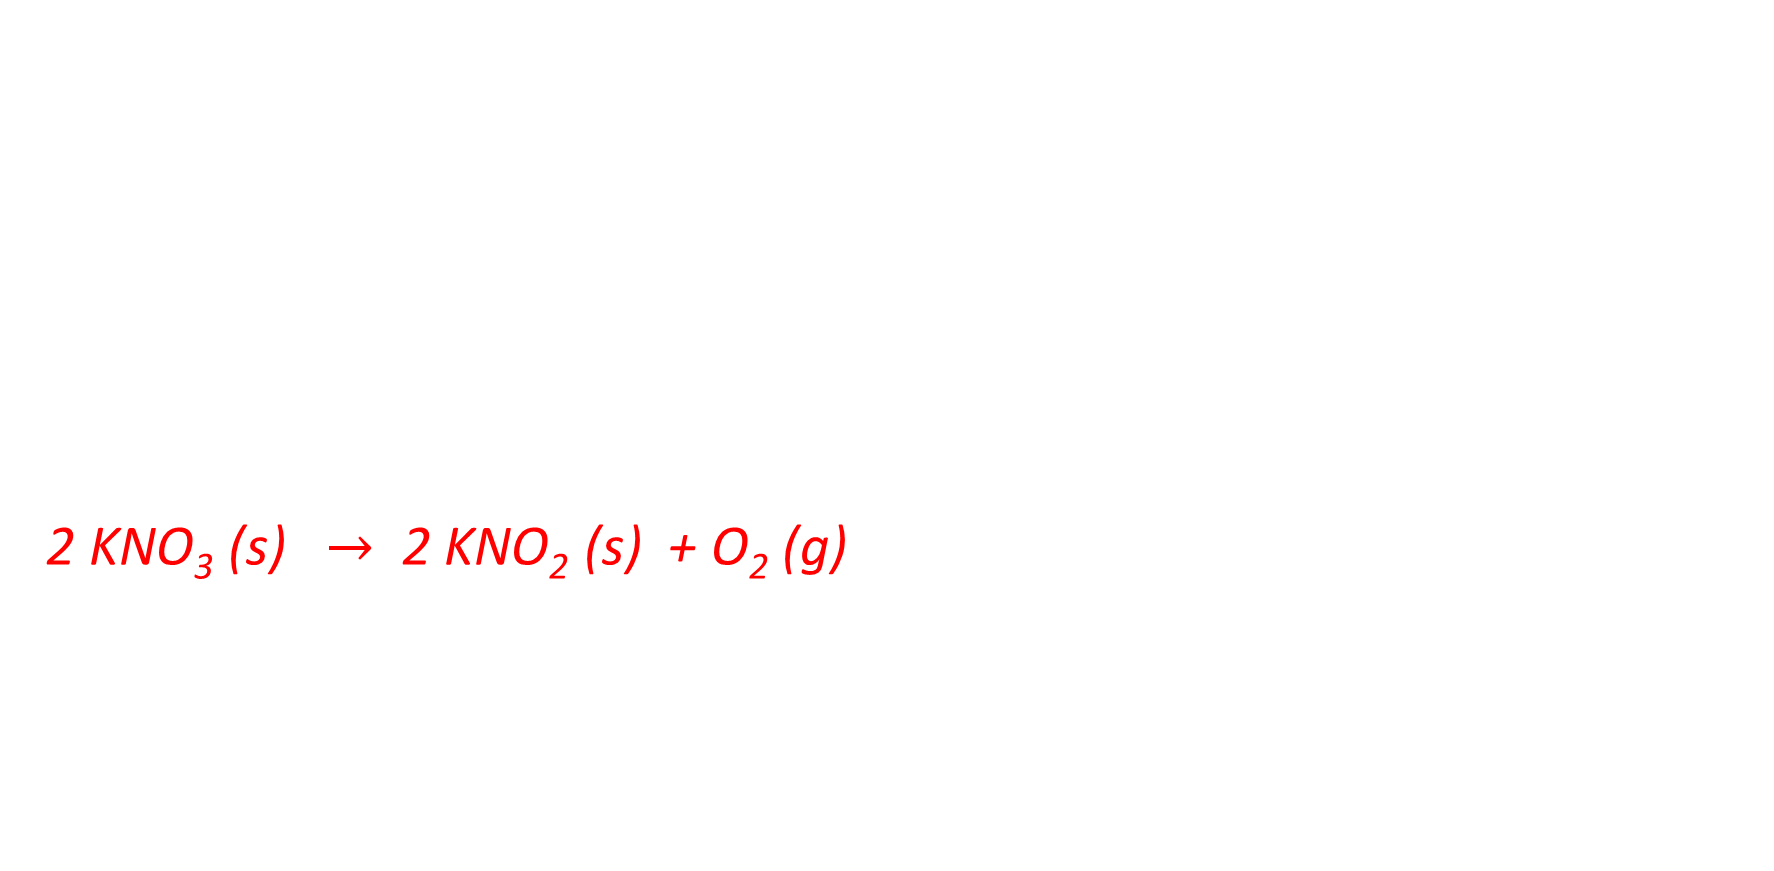 2 KNO₃ (s) → 2 KNO₂ (s) + O₂ (g)